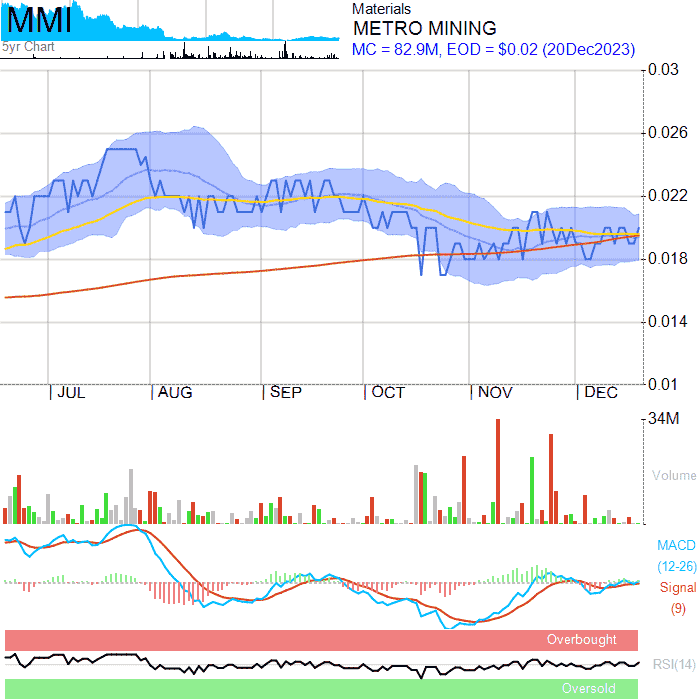 MMI
5yr Chart
Materials
METRO MINING
MC = 82.9M, EOD = $0.02 (20Dec2023)
0.03
0.026
0.022
0.018
0.014
0.01
JUL AUG SEP OCT NOV DEC
34M
Volume
MACD
(12-26)
Signal
(9)
Overbought
RSI(14)
Oversold